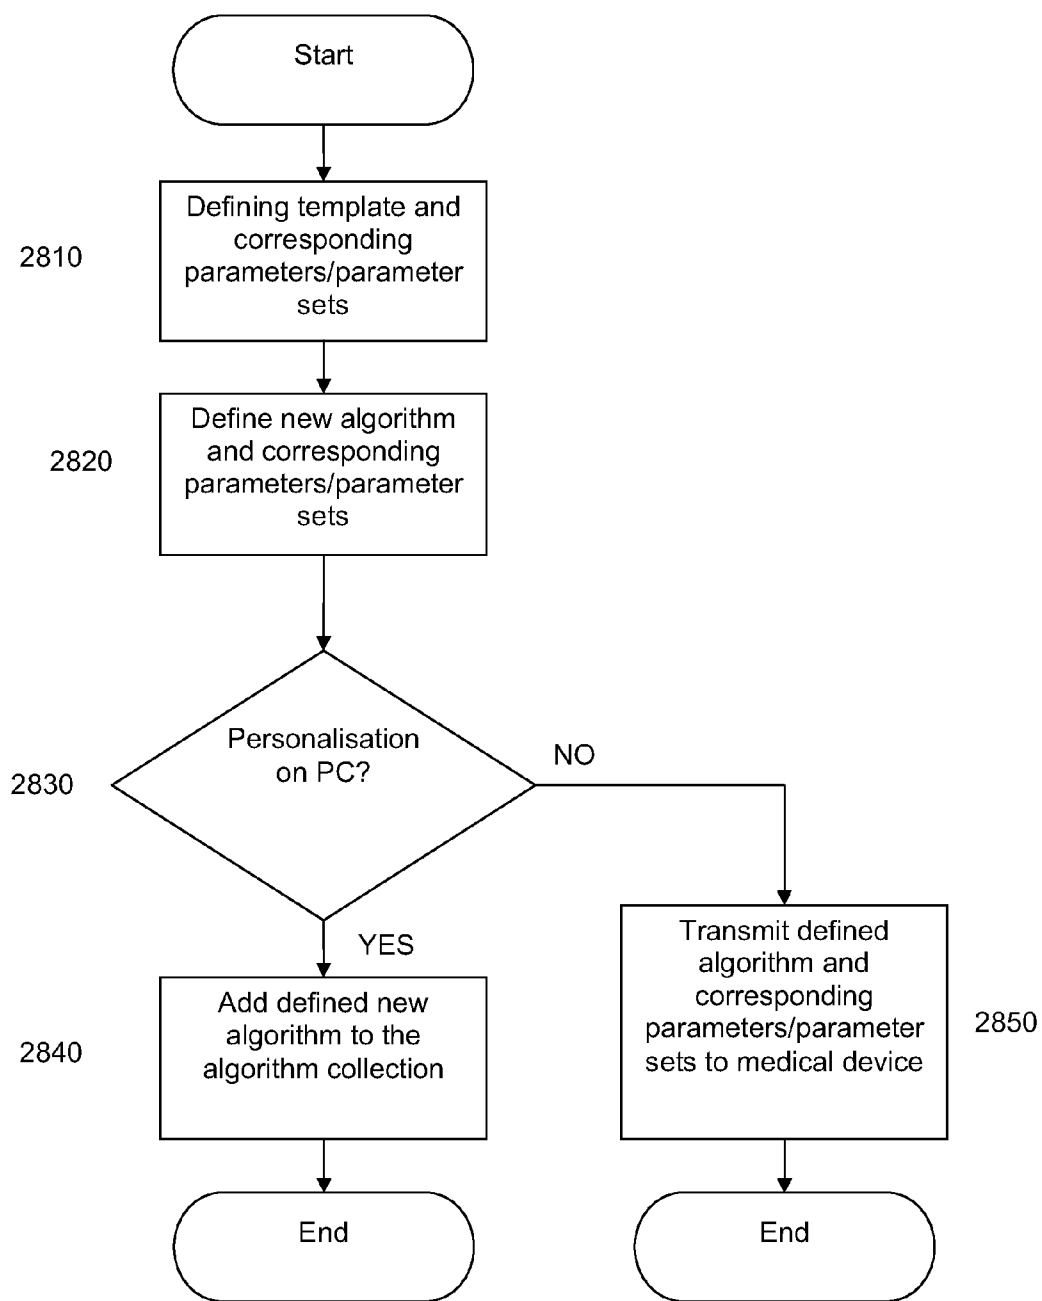 Start
2810
Defining template and
corresponding
parameters/parameter
sets
2820
Define new algorithm
and corresponding
parameters/parameter
sets
2830
Personalisation
on PC?
NO
YES
2840
Add defined new
algorithm to the
algorithm collection
Transmit defined
algorithm and
corresponding
parameters/parameter
sets to medical device
2850
End
End